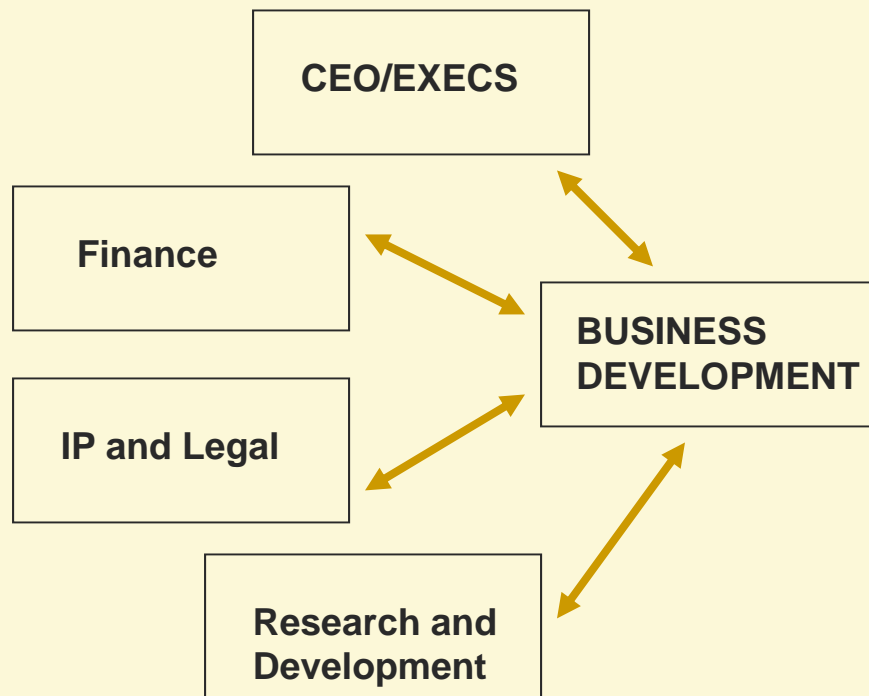 CEO/EXECS
Finance
BUSINESS
DEVELOPMENT
IP and Legal
Research and
Development